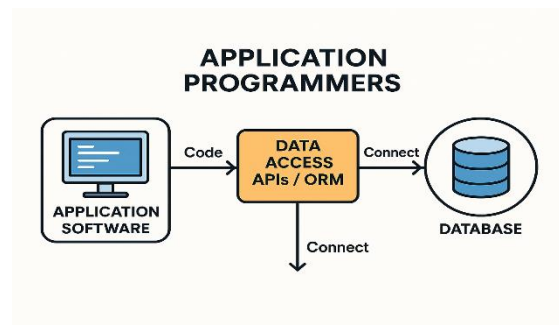 APPLICATION
PROGRAMMERS
Code
DATA
ACCESS
APIs / ORM
Connect
APPLICATION
SOFTWARE
DATABASE
Connect